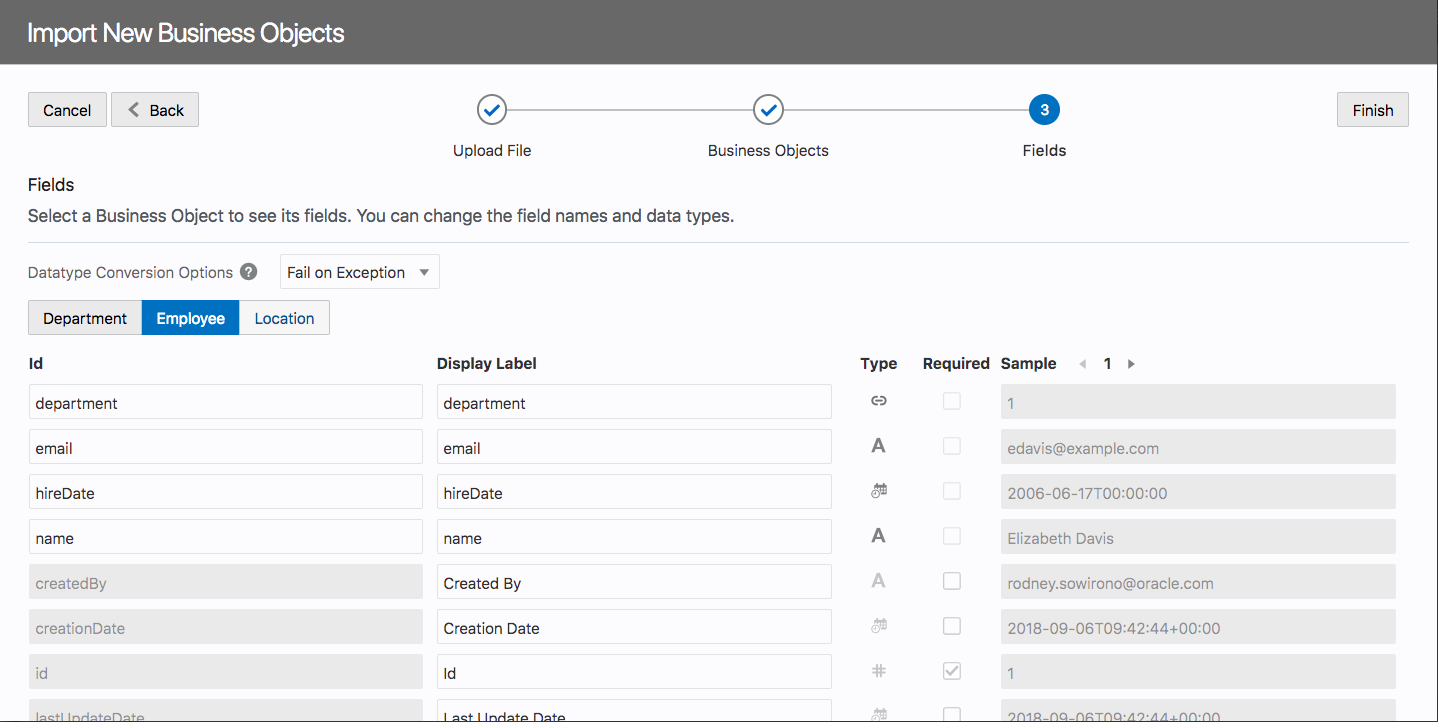 Import New Business Objects
Cancel Back 3 Finish
Upload File Business Objects Fields
Fields
Select a Business Object to see its fields. You can change the field names and data types.
Datatype Conversion Options ? Fail on Exception
Department Employee Location
Id Display Label Type Required Sample 1
department department 1
email email A edavis@example.com
hireDate hireDate 2006-06-17T00:00:00
name name A Elizabeth Davis
createdBy Created By A rodney.sowirono@oracle.com
creationDate Creation Date 2018-09-06T09:42:44+00:00
id Id # 1
lastUpdateDate Last Update Date 2018-09-06T09:42:44+00:00